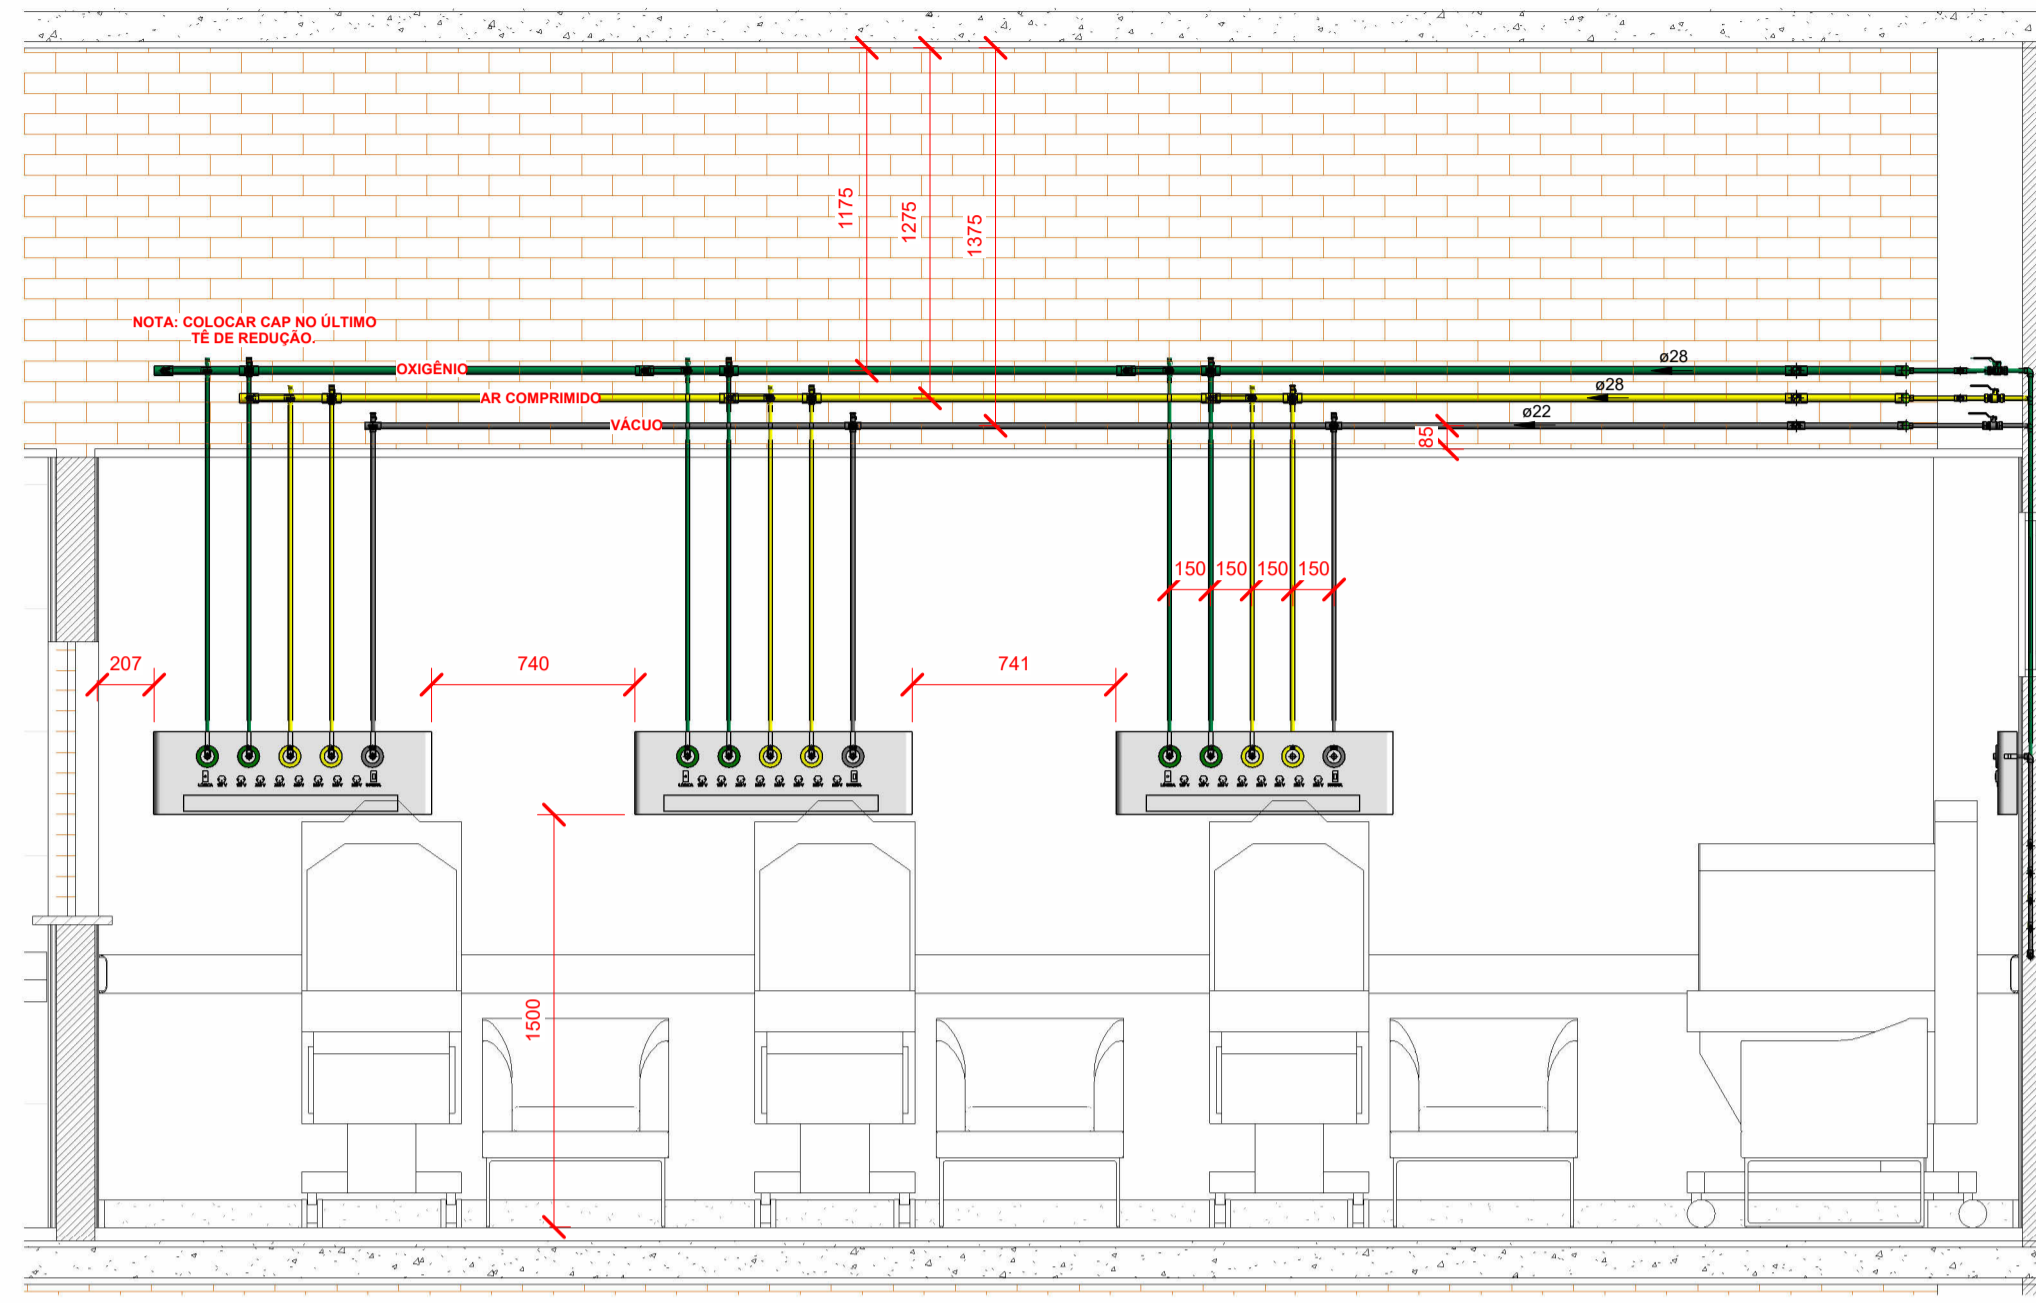 1175
1275
1375
NOTA: COLOCAR CAP NO ÚLTIMO
TÊ DE REDUÇÃO.
OXIGÊNIO
ø28
AR COMPRIMIDO
ø28
VÁCUO
ø22
85
150 150 150 150
207
740
741
1500